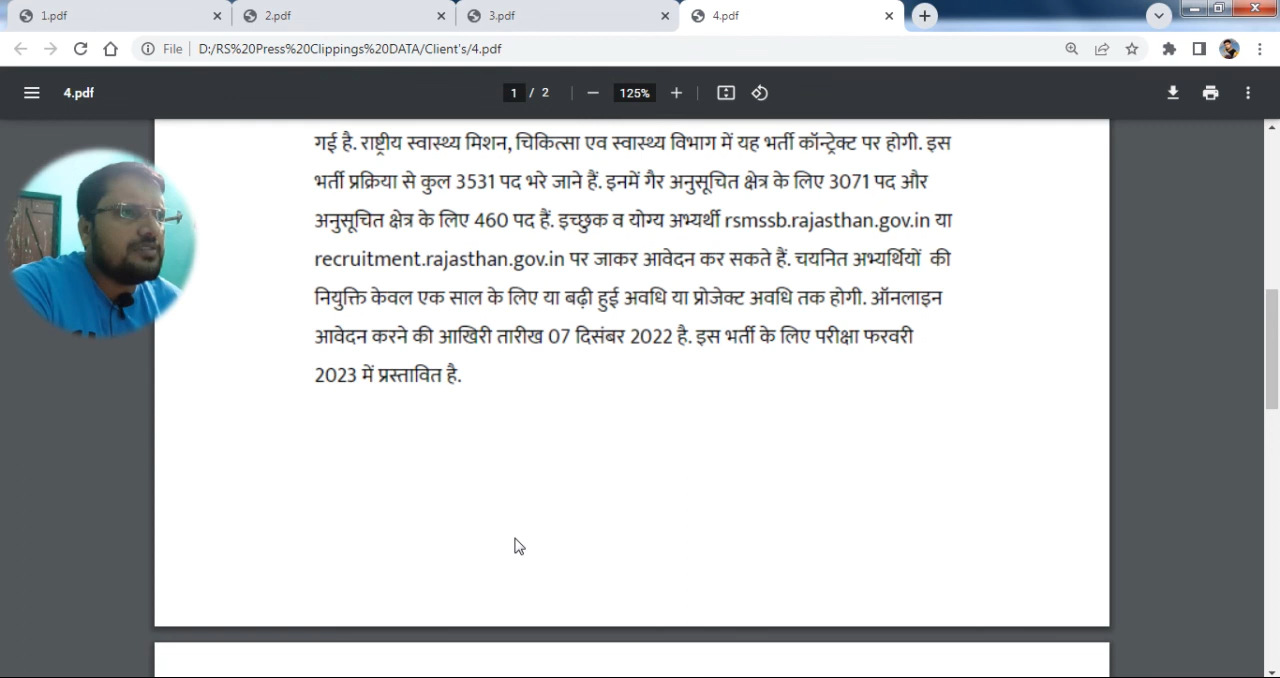 1.pdf
2.pdf
3.pdf
4.pdf
File D:/RS%20Press%20Clippings%20DATA/Client's/4.pdf
4.pdf 1 / 2 125%
गई है. राष्ट्रीय स्वास्थ्य मिशन, चिकित्सा एव स्वास्थ्य विभाग में यह भर्ती कॉन्ट्रेक्ट पर होगी. इस
भर्ती प्रक्रिया से कुल 3531 पद भरे जाने हैं. इनमें गैर अनुसूचित क्षेत्र के लिए 3071 पद और
अनुसूचित क्षेत्र के लिए 460 पद हैं. इच्छुक व योग्य अभ्यर्थी rsmssb.rajasthan.gov.in या
recruitment.rajasthan.gov.in पर जाकर आवेदन कर सकते हैं. चयनित अभ्यर्थियों की
नियुक्ति केवल एक साल के लिए या बढ़ी हुई अवधि या प्रोजेक्ट अवधि तक होगी. ऑनलाइन
आवेदन करने की आखिरी तारीख 07 दिसंबर 2022 है. इस भर्ती के लिए परीक्षा फरवरी
2023 में प्रस्तावित है.